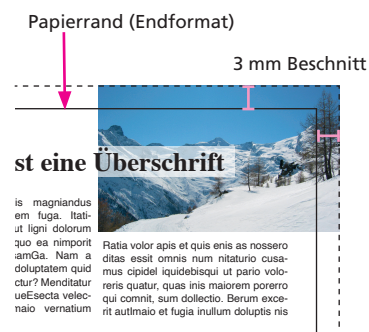 Papierrand (Endformat)
3 mm Beschnitt
st eine Überschrift
is magniandus
em fuga. Itati-
ut ligni dolorum
quo ea nimporit
amGa. Nam a
doluptatem quid
ctur? Menditatur
ueEsecta velec-
naio vernatium
Ratia volor apis et quis enis as nossero
ditas essit omnis num nitaturio cusa-
mus cipidel iquidebisqui ut pario volo-
reris quatur, quas inis maiorem porerro
qui comnit, sum dollectio. Berum exce-
rit autImaio et fugia inullum doluptis nis